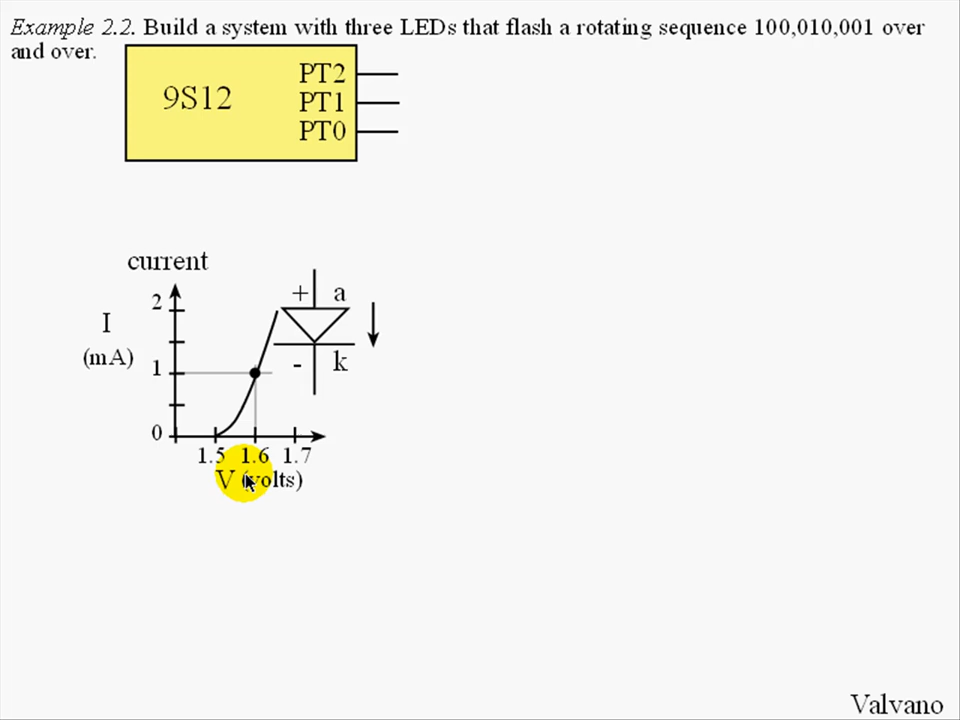 Example 2.2. Build a system with three LEDs that flash a rotating sequence 100,010,001 over
and over.
9S12
PT2
PT1
PT0
current
I
(mA)
2
1
0
+ a
- k
1.5 1.6 1.7
V (volts)
Valvano